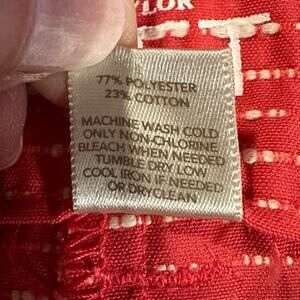 YLOR
77% POLYESTER
23% COTTON
MACHINE WASH COLD
ONLY NON-CHLORINE
BLEACH WHEN NEEDED
TUMBLE DRY LOW
COOL IRON IF NEEDED
OR DRYCLEAN